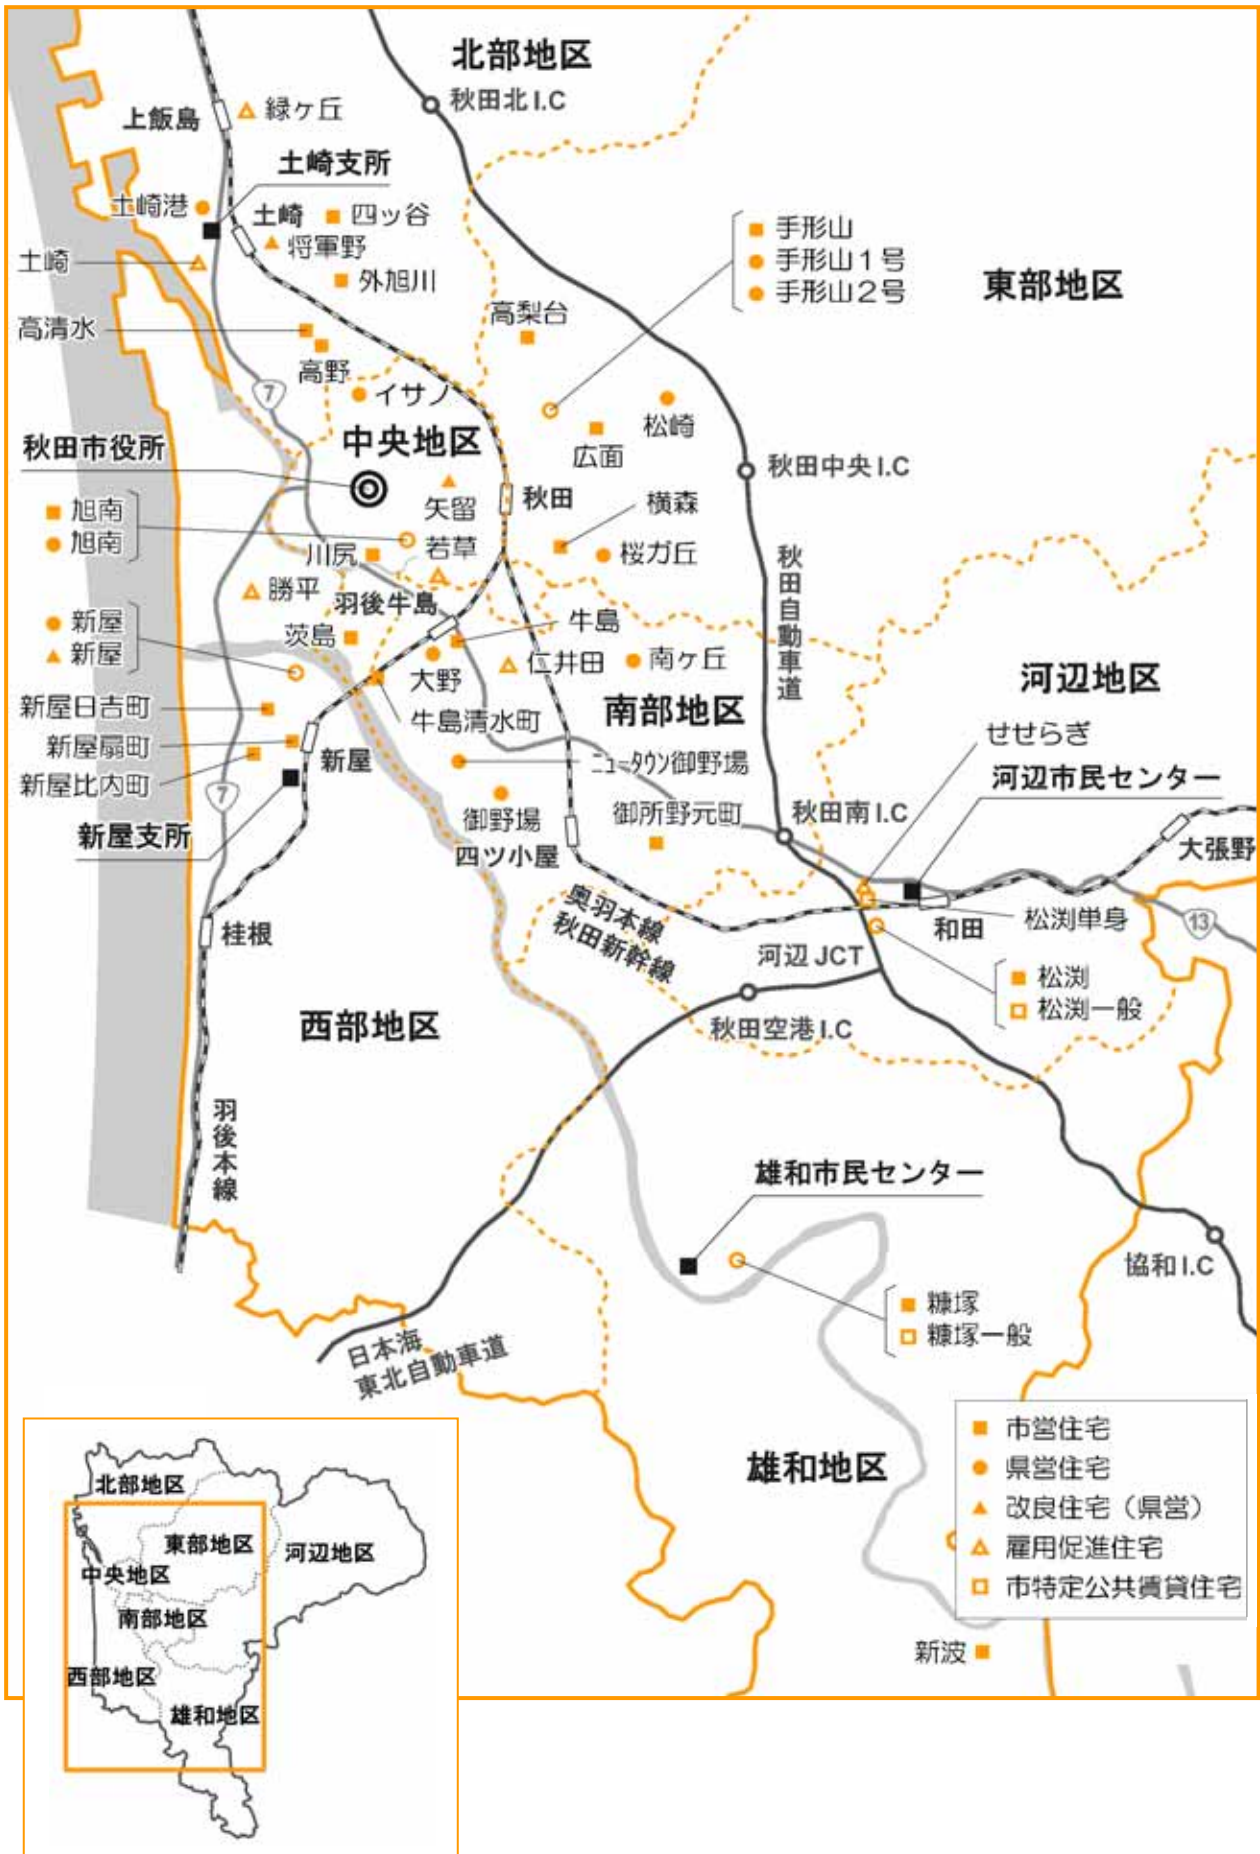 北部地区
秋田北I.C
上飯島
緑ヶ丘
土崎支所
土崎港
土崎
四ッ谷
将軍野
外旭川
土崎
手形山
手形山1号
手形山2号
東部地区
高清水
高野
高梨台
7
イサノ
松崎
広面
中央地区
秋田市役所
秋田中央I.C
矢留
秋田
横森
旭南
旭南
川尻
若草
桜ガ丘
秋田自動車道
勝平
羽後牛島
新屋
新屋
茨島
牛島
大野
仁井田
南ヶ丘
河辺地区
南部地区
新屋日吉町
牛島清水町
せせらぎ
新屋扇町
新屋
ニュータウン御野場
河辺市民センター
新屋比内町
7
御野場
御所野元町
秋田南I.C
新屋支所
四ツ小屋
大張野
奥羽本線
秋田新幹線
桂根
和田
松渕単身
13
河辺JCT
松渕
松渕一般
西部地区
秋田空港I.C
羽後本線
雄和市民センター
協和I.C
糠塚
糠塚一般
日本海
東北自動車道
雄和地区
市営住宅
県営住宅
改良住宅（県営）
雇用促進住宅
市特定公共賃貸住宅
新波
北部地区
東部地区
河辺地区
中央地区
南部地区
西部地区
雄和地区